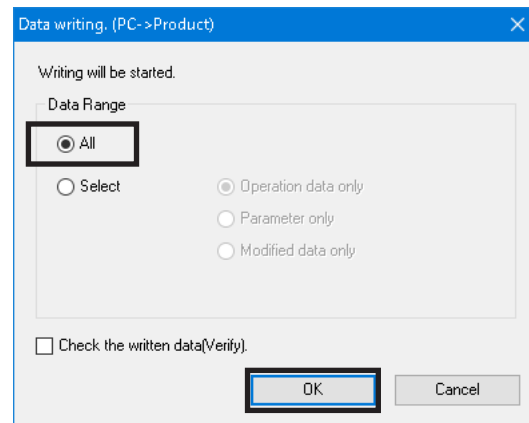 Data writing. (PC->Product)
Writing will be started.
Data Range
All
Select
Operation data only
Parameter only
Modified data only
Check the written data(Verify).
OK
Cancel